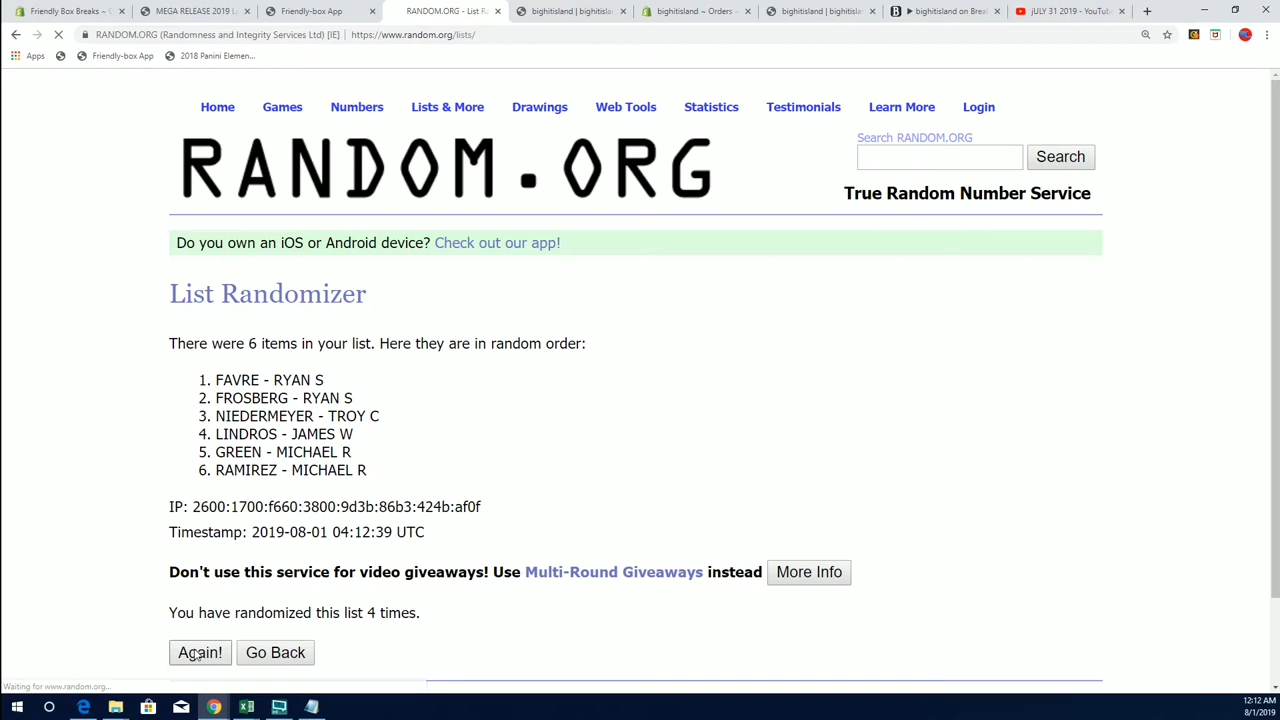 Friendly Box Breaks ~
MEGA RELEASE 2019 L
Friendly-box App
RANDOM.ORG - List R
bighitisland | bighitislan
bighitisland ~ Orders ~
bighitisland | bighitislan
bighitisland on Break
jULY 31 2019 - YouTub
RANDOM.ORG (Randomness and Integrity Services Ltd) [IE] | https://www.random.org/lists/
Apps Friendly-box App 2018 Panini Elemen...
Home Games Numbers Lists & More Drawings Web Tools Statistics Testimonials Learn More Login
RANDOM.ORG
Search RANDOM.ORG
Search
True Random Number Service
Do you own an iOS or Android device? Check out our app!
List Randomizer
There were 6 items in your list. Here they are in random order:
1. FAVRE - RYAN S
2. FROSBERG - RYAN S
3. NIEDERMEYER - TROY C
4. LINDROS - JAMES W
5. GREEN - MICHAEL R
6. RAMIREZ - MICHAEL R
IP: 2600:1700:f660:3800:9d3b:86b3:424b:af0f
Timestamp: 2019-08-01 04:12:39 UTC
Don't use this service for video giveaways! Use Multi-Round Giveaways instead More Info
You have randomized this list 4 times.
Again! Go Back
Waiting for www.random.org...
12:12 AM
8/1/2019